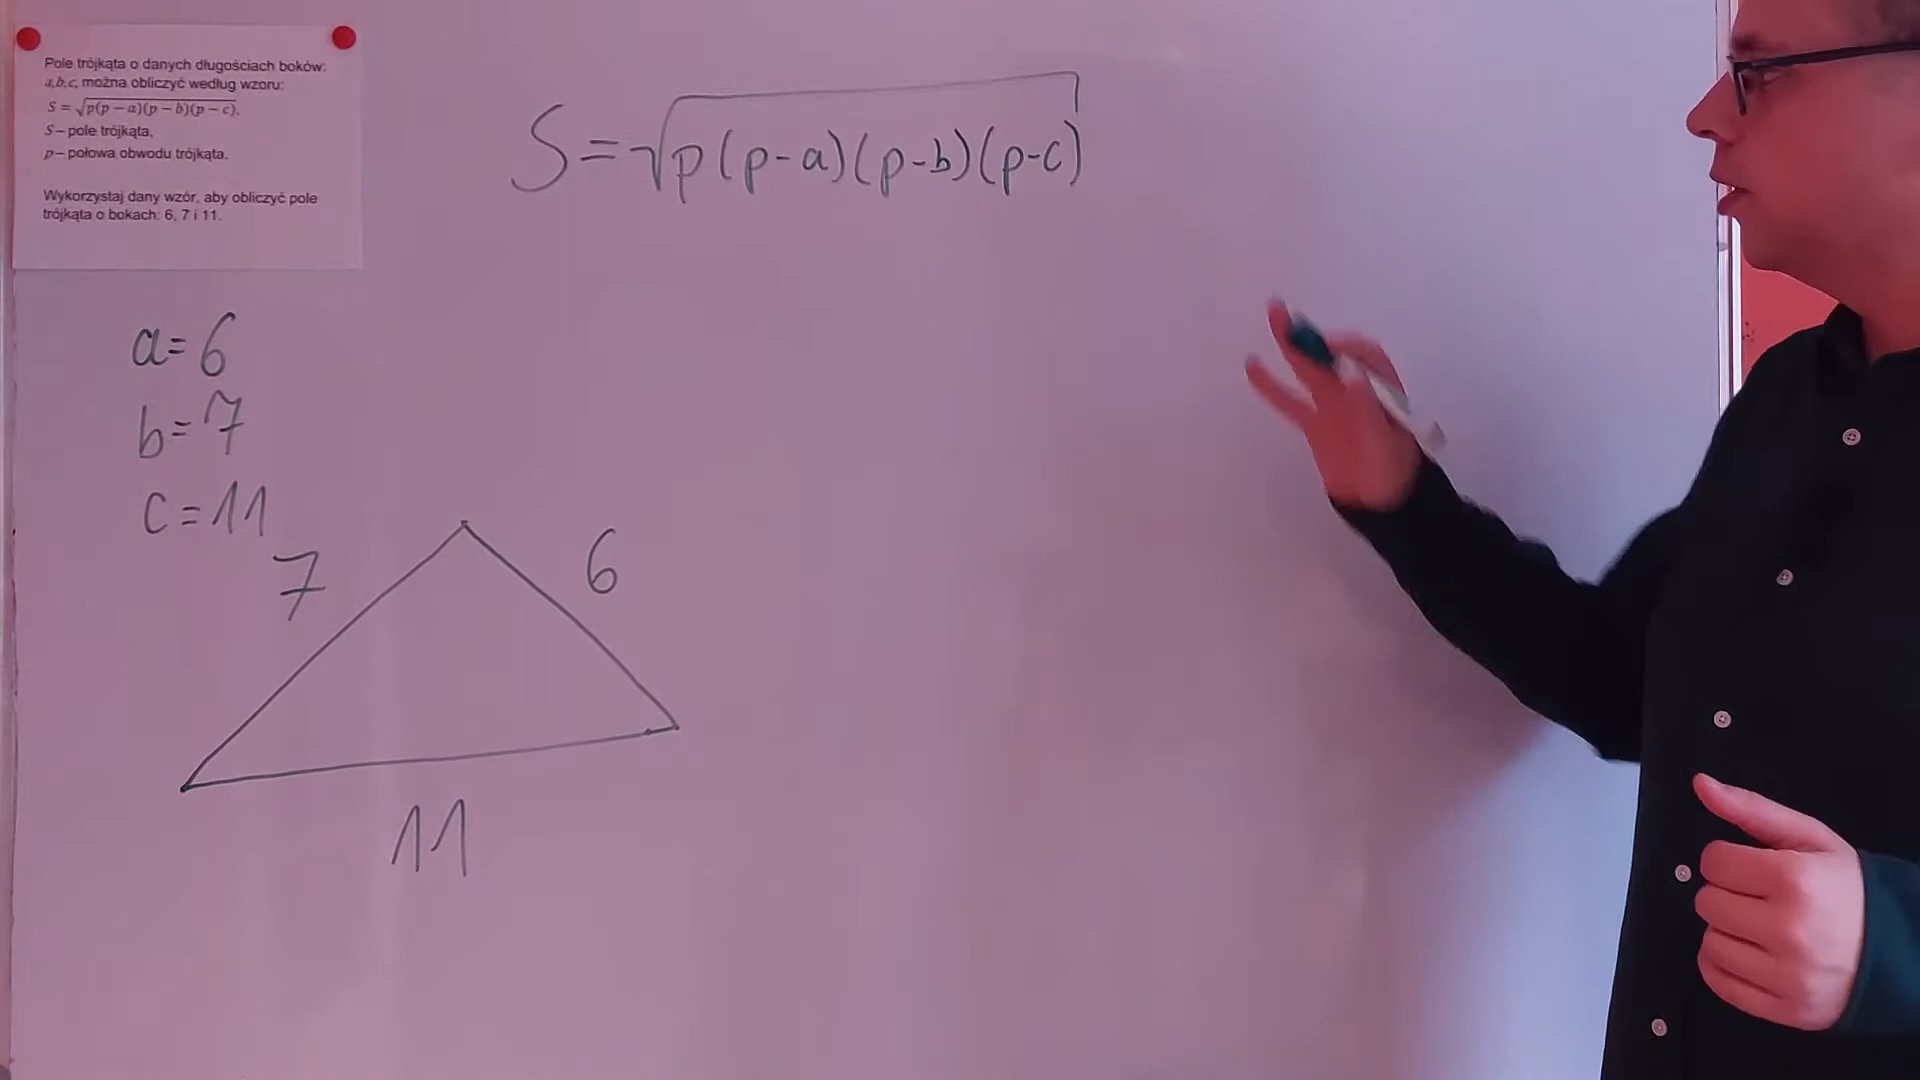 Pole trójkąta o danych długościach boków:
a,b,c, można obliczyć według wzoru:
S = √p(p − a)(p − b)(p − c),
S – pole trójkąta,
p – połowa obwodu trójkąta.
Wykorzystaj dany wzór, aby obliczyć pole
trójkąta o bokach: 6, 7 i 11.
S=√p(p-a)(p-b)(p-c)
a=6
b=7
c=11
7
6
11